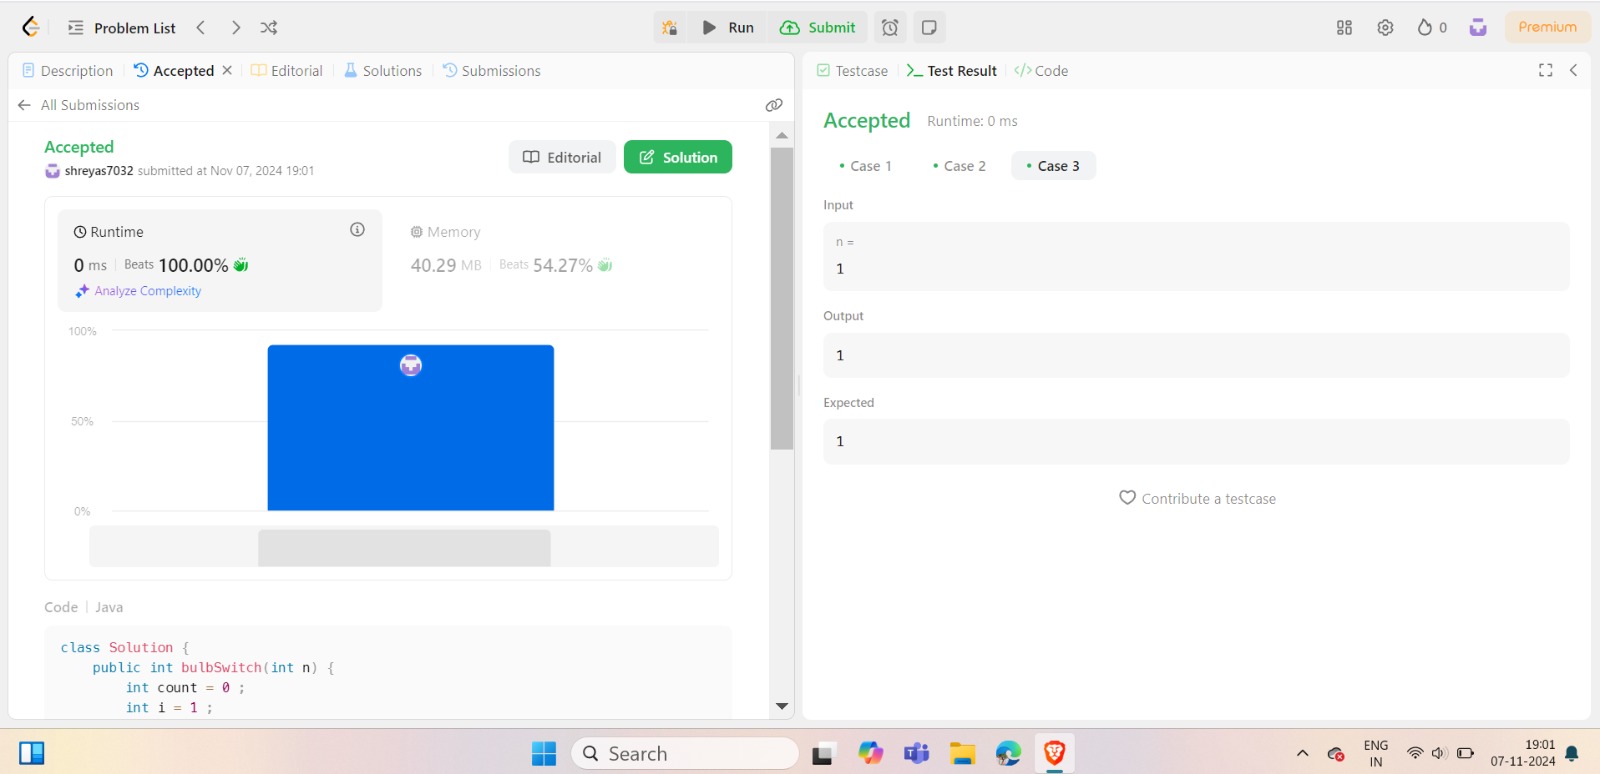 Problem List
Run
Submit
0
Premium
Description
Accepted
Editorial
Solutions
Submissions
All Submissions
Accepted
shreyas7032 submitted at Nov 07, 2024 19:01
Editorial
Solution
Runtime
0 ms
Beats 100.00%
Analyze Complexity
Memory
40.29 MB
Beats 54.27%
100%
50%
0%
Code | Java
class Solution {
public int bulbSwitch(int n) {
int count = 0 ;
int i = 1 ;
Testcase
Test Result
Code
Accepted Runtime: 0 ms
• Case 1 • Case 2 • Case 3
Input
n =
1
Output
1
Expected
1
Contribute a testcase
Search
ENG
IN
19:01
07-11-2024